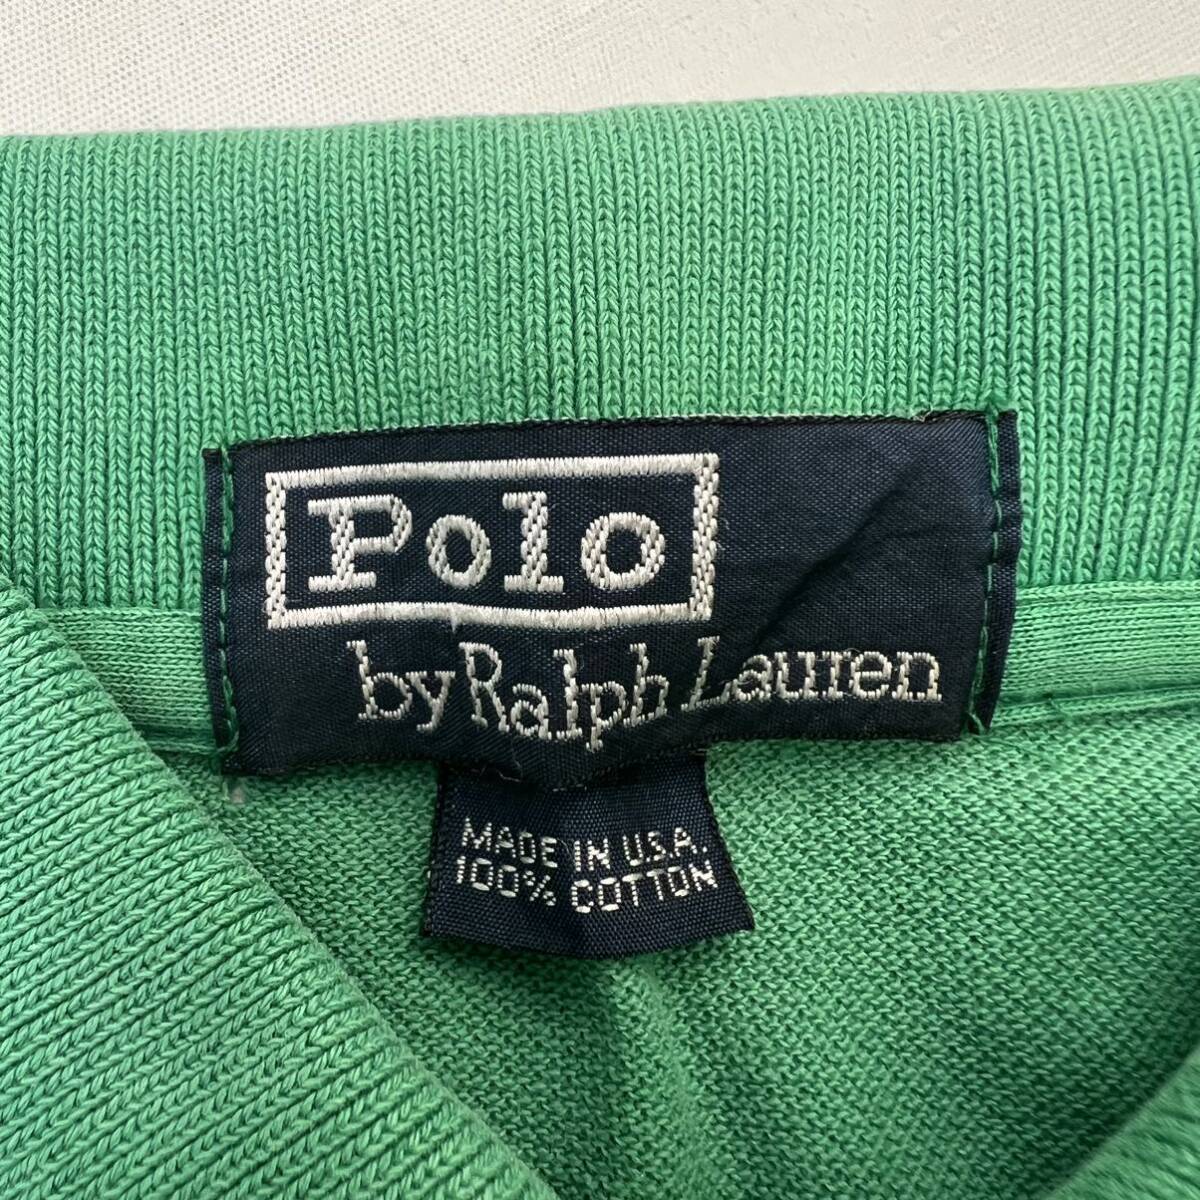 Polo
by Ralph Lauren
MADE IN U.S.A.
100% COTTON